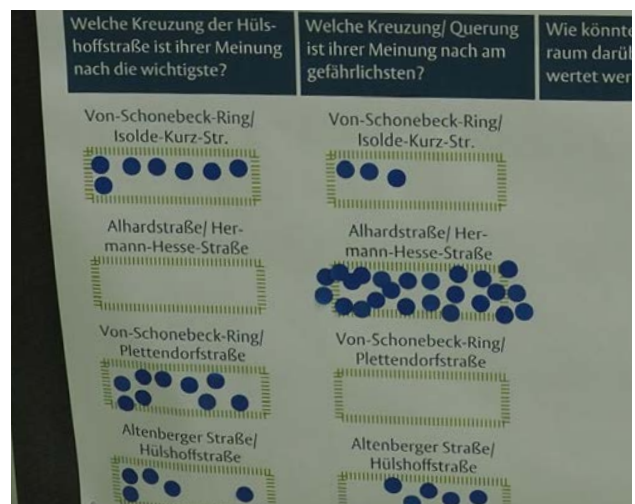 Welche Kreuzung der Hüls-
hoffstraße ist ihrer Meinung
nach die wichtigste?
Welche Kreuzung/ Querung
ist ihrer Meinung nach am
gefährlichsten?
Wie könnte
raum darüb
wertet wer
Von-Schonebeck-Ring/
Isolde-Kurz-Str.
Von-Schonebeck-Ring/
Isolde-Kurz-Str.
Alhardstraße/ Her-
mann-Hesse-Straße
Alhardstraße/ Her-
mann-Hesse-Straße
Von-Schonebeck-Ring/
Plettendorfstraße
Von-Schonebeck-Ring/
Plettendorfstraße
Altenberger Straße/
Hülshoffstraße
Altenberger Straße/
Hülshoffstraße